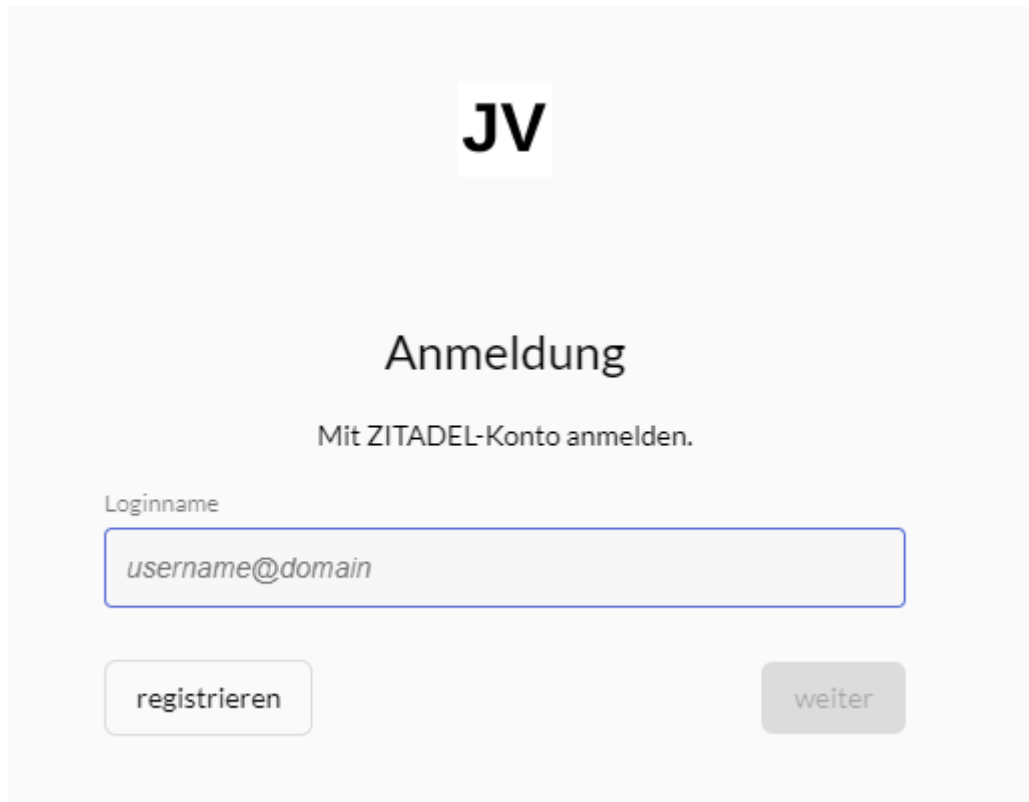 JV
Anmeldung
Mit ZITADEL-Konto anmelden.
Loginname
username@domain
registrieren
weiter